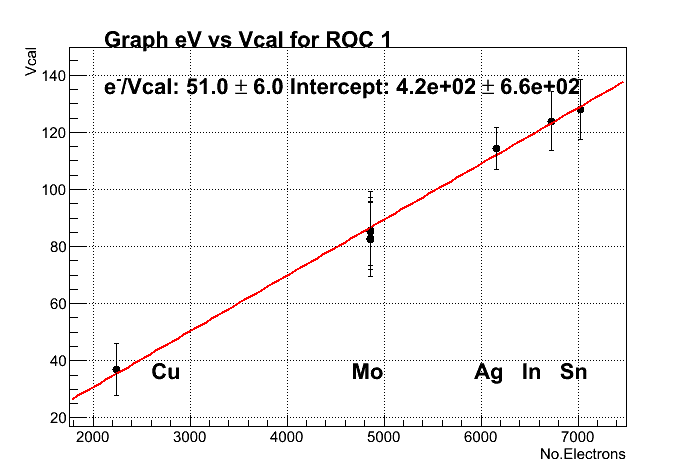 Graph eV vs Vcal for ROC 1
e-/Vcal: 51.0 ± 6.0 Intercept: 4.2e+02 ± 6.6e+02
Vcal
140
120
100
80
60
40
20
Cu Mo Ag In Sn
2000 3000 4000 5000 6000 7000
No.Electrons